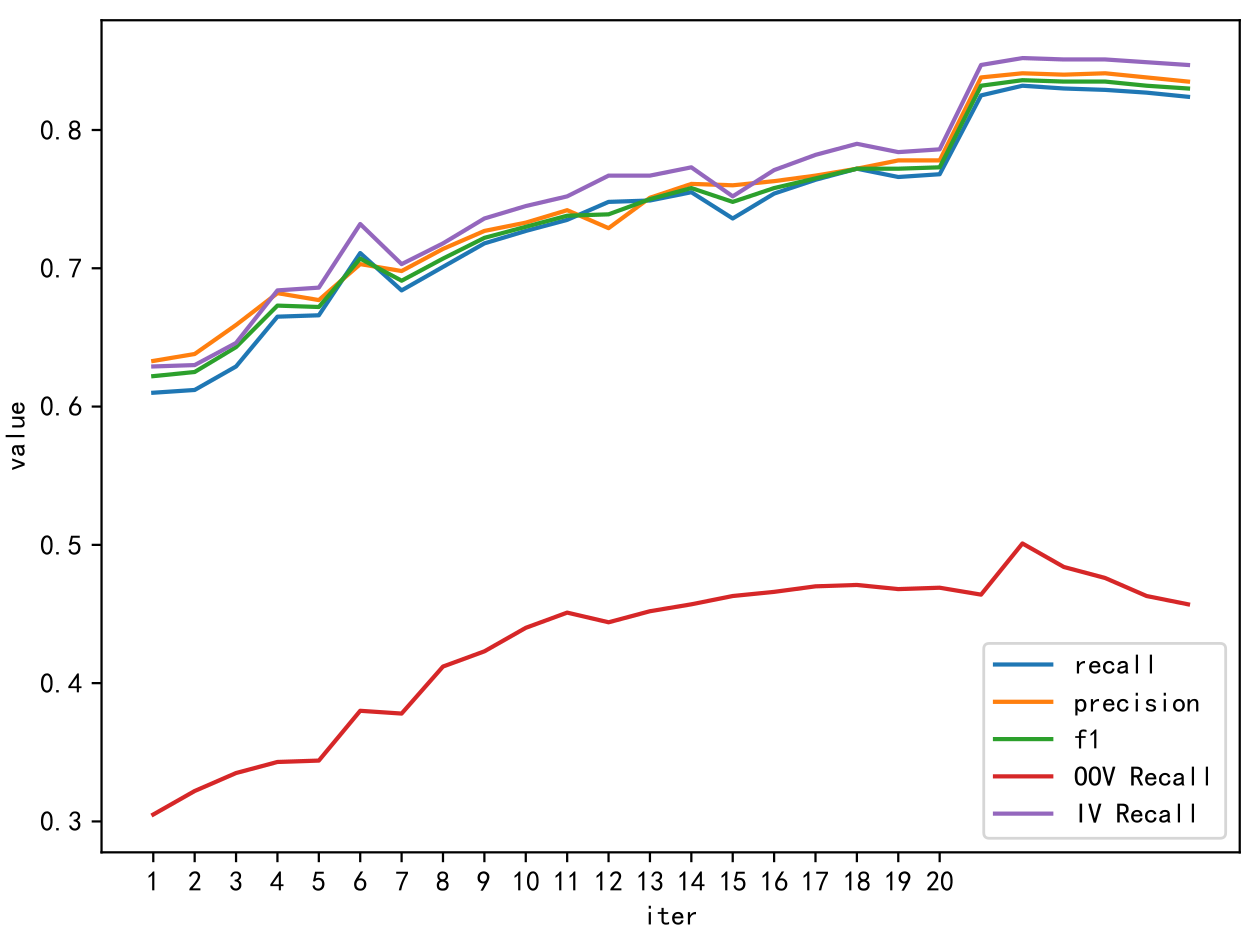 value
0.8
0.7
0.6
0.5
0.4
0.3
1 2 3 4 5 6 7 8 9 10 11 12 13 14 15 16 17 18 19 20
iter
recall
precision
f1
OOV Recall
IV Recall